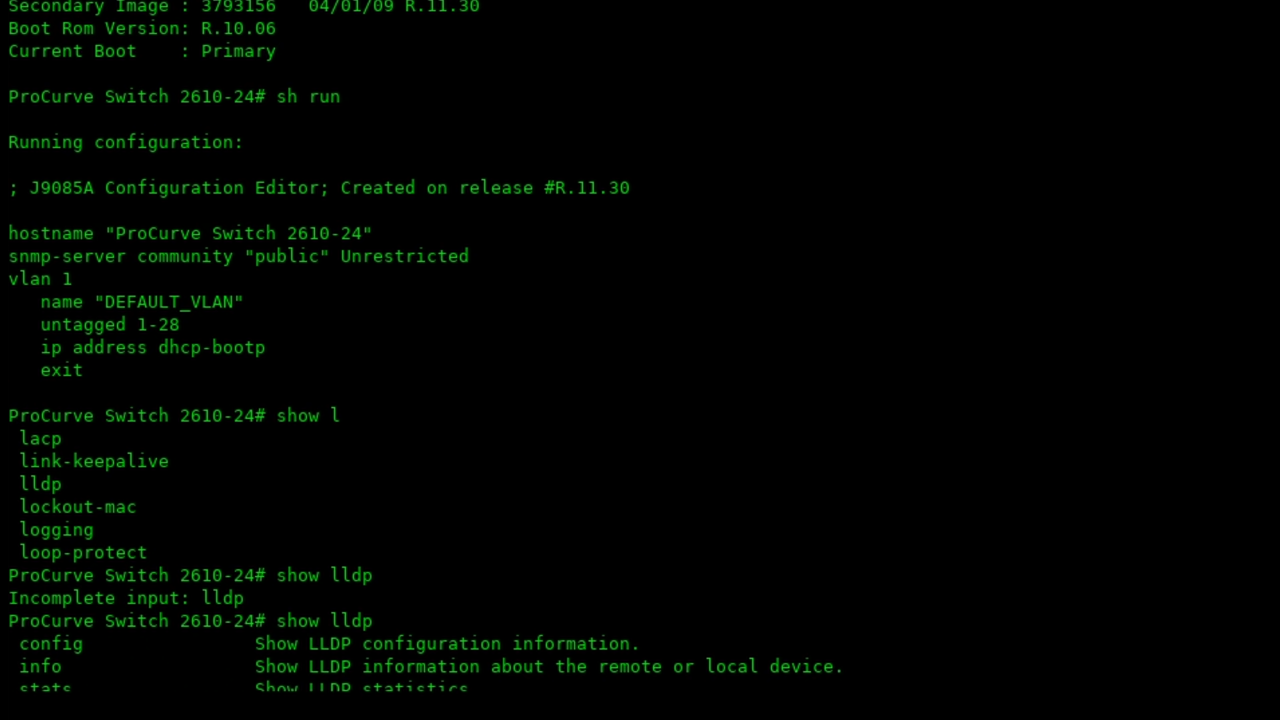 Secondary Image : 3793156   04/01/09 R.11.30
Boot Rom Version: R.10.06
Current Boot    : Primary
ProCurve Switch 2610-24# sh run
Running configuration:
; J9085A Configuration Editor; Created on release #R.11.30
hostname "ProCurve Switch 2610-24"
snmp-server community "public" Unrestricted
vlan 1
   name "DEFAULT_VLAN"
   untagged 1-28
   ip address dhcp-bootp
   exit
ProCurve Switch 2610-24# show l
 lacp
 link-keepalive
 lldp
 lockout-mac
 logging
 loop-protect
ProCurve Switch 2610-24# show lldp
Incomplete input: lldp
ProCurve Switch 2610-24# show lldp
 config                Show LLDP configuration information.
 info                  Show LLDP information about the remote or local device.
 stats                 Show LLDP statistics